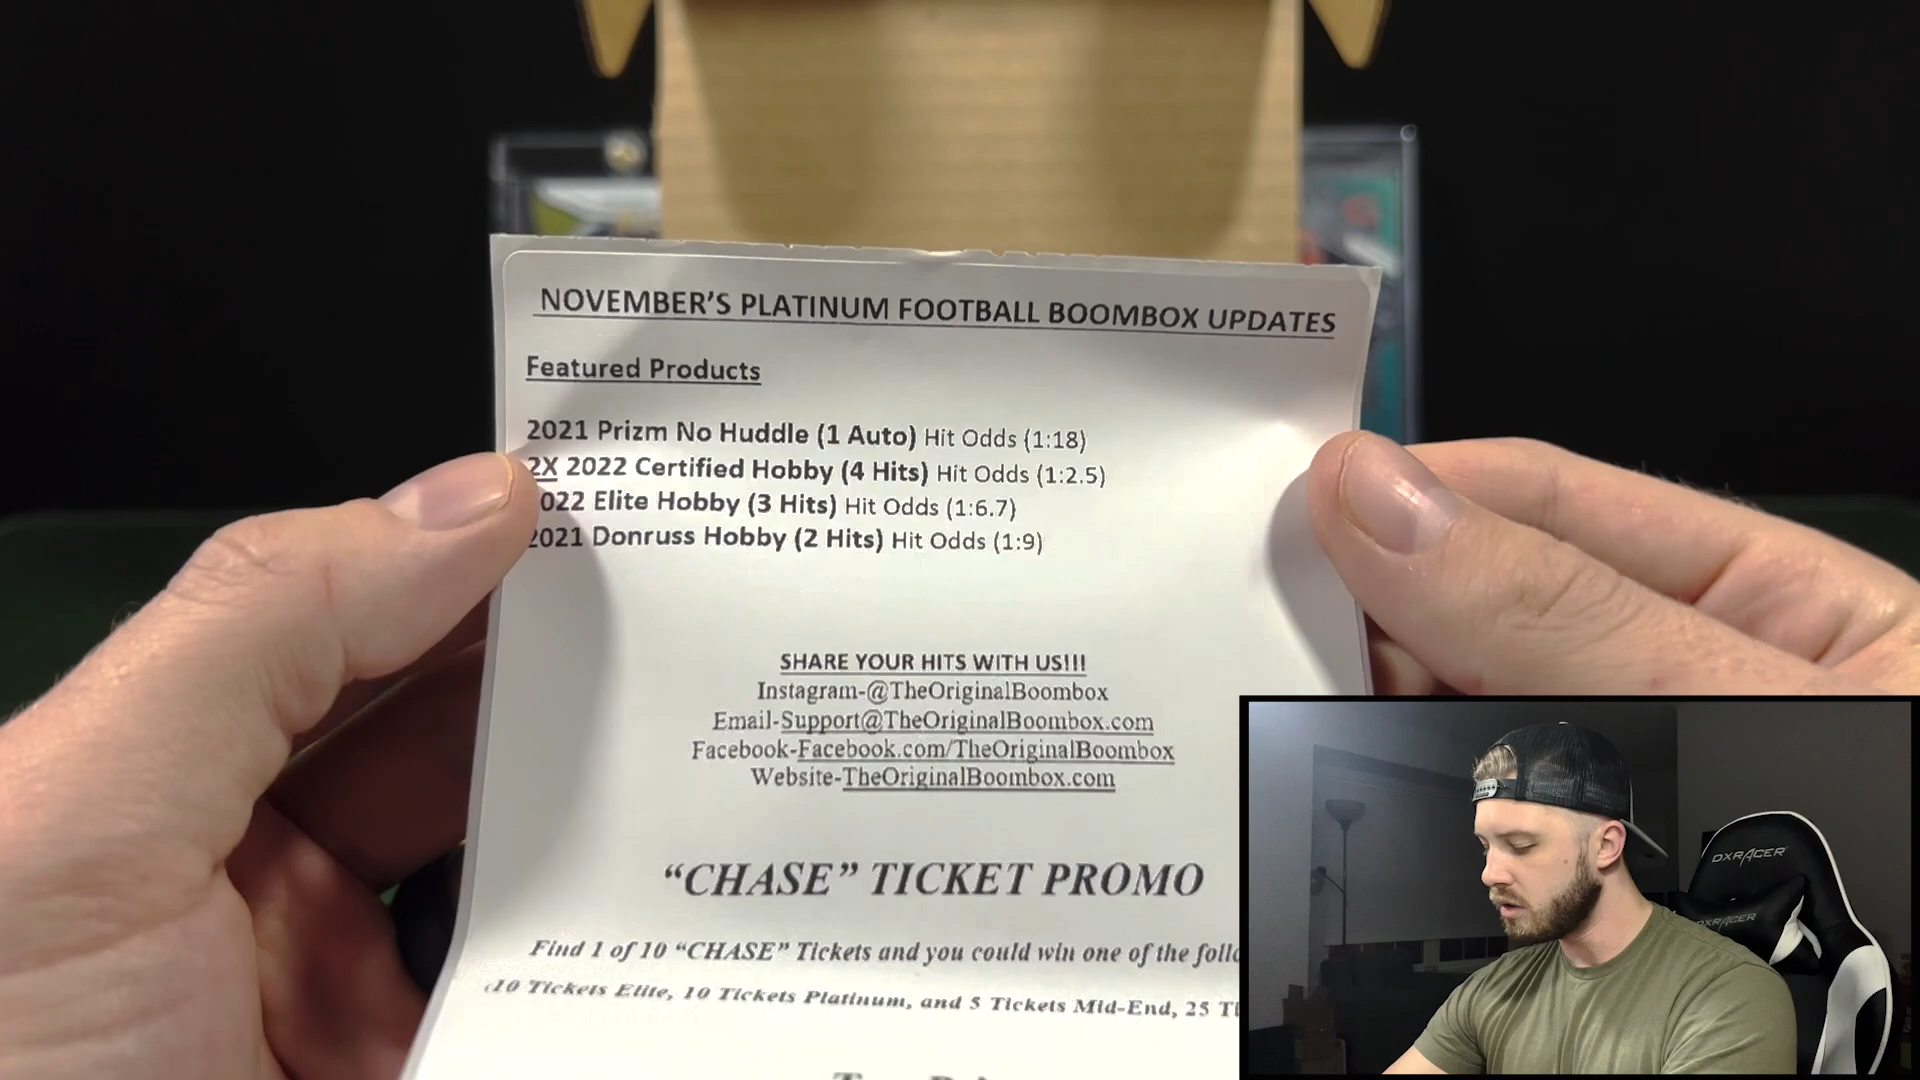 NOVEMBER'S PLATINUM FOOTBALL BOOMBOX UPDATES
Featured Products
2021 Prizm No Huddle (1 Auto) Hit Odds (1:18)
2X 2022 Certified Hobby (4 Hits) Hit Odds (1:2.5)
022 Elite Hobby (3 Hits) Hit Odds (1:6.7)
2021 Donruss Hobby (2 Hits) Hit Odds (1:9)
SHARE YOUR HITS WITH US!!!
Instagram-@TheOriginalBoombox
Email-Support@TheOriginalBoombox.com
Facebook-Facebook.com/TheOriginalBoombox
Website-TheOriginalBoombox.com
“CHASE” TICKET PROMO
Find 1 of 10 “CHASE” Tickets and you could win one of the
(10 Tickets Elite, 10 Tickets Platinum, and 5 Tickets Mid-End, 25
DXRACER
DXRACER